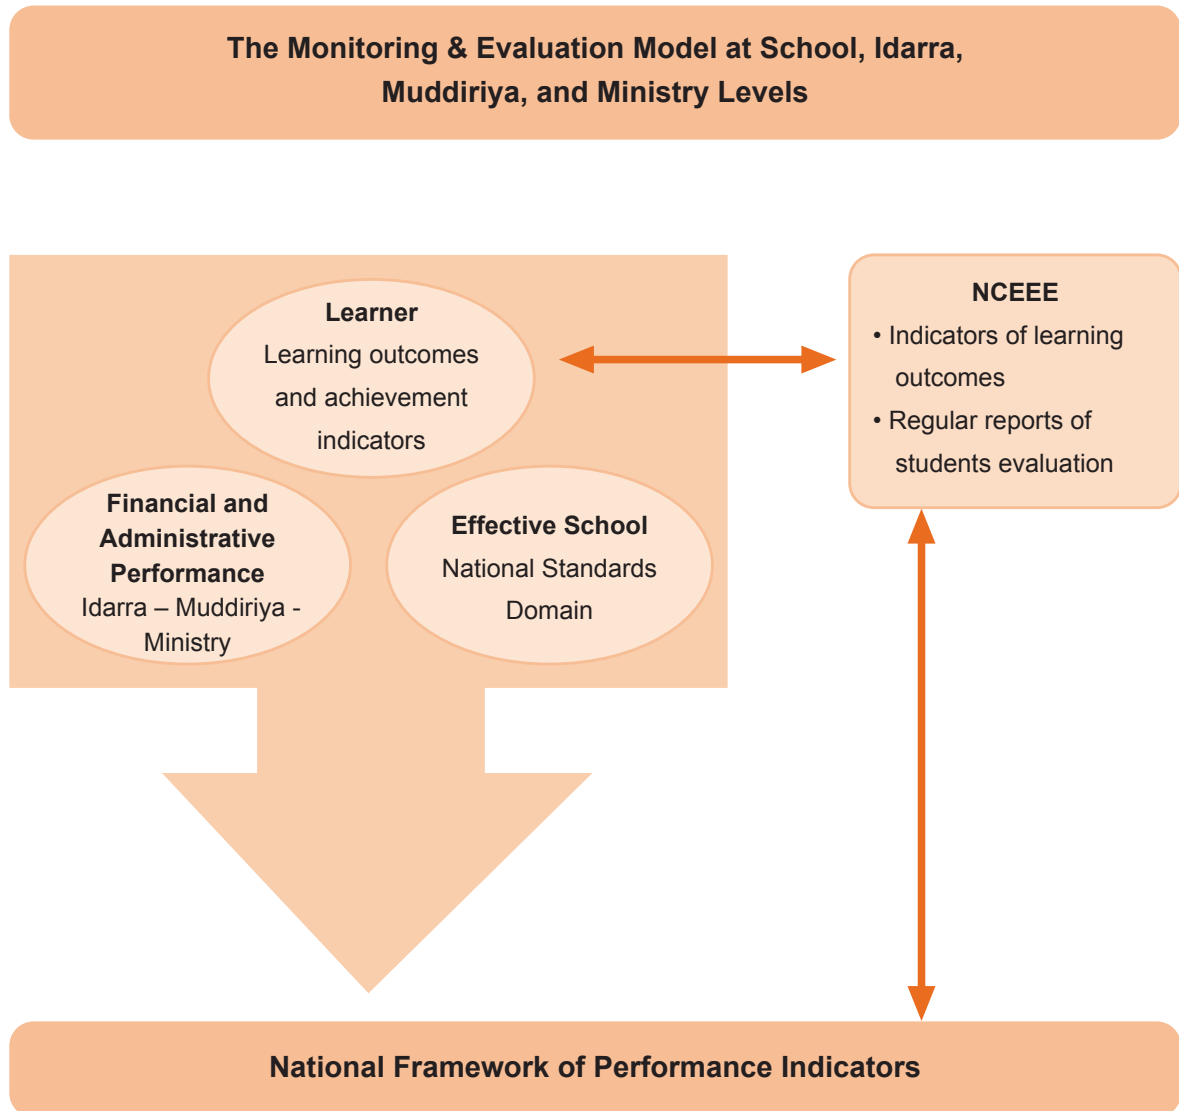 The Monitoring & Evaluation Model at School, Idarra,
Muddiriya, and Ministry Levels
Learner
Learning outcomes
and achievement
indicators
Financial and
Administrative
Performance
Idarra – Muddiriya -
Ministry
Effective School
National Standards
Domain
NCEEE
• Indicators of learning
outcomes
• Regular reports of
students evaluation
National Framework of Performance Indicators